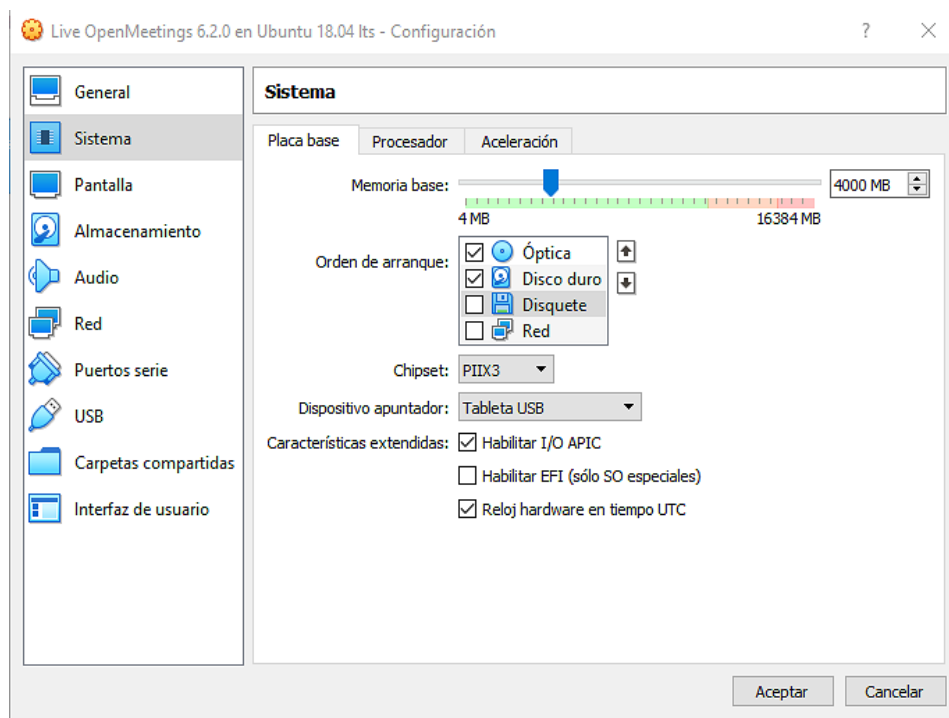 Live OpenMeetings 6.2.0 en Ubuntu 18.04 lts - Configuración
?
General
Sistema
Pantalla
Almacenamiento
Audio
Red
Puertos serie
USB
Carpetas compartidas
Interfaz de usuario
Sistema
Placa base Procesador Aceleración
Memoria base: 4000 MB
4 MB 16384 MB
Orden de arranque: Óptica
Disco duro
Disquete
Red
Chipset: PIIX3
Dispositivo apuntador: Tableta USB
Características extendidas: Habilitar I/O APIC
Habilitar EFI (sólo SO especiales)
Reloj hardware en tiempo UTC
Aceptar Cancelar